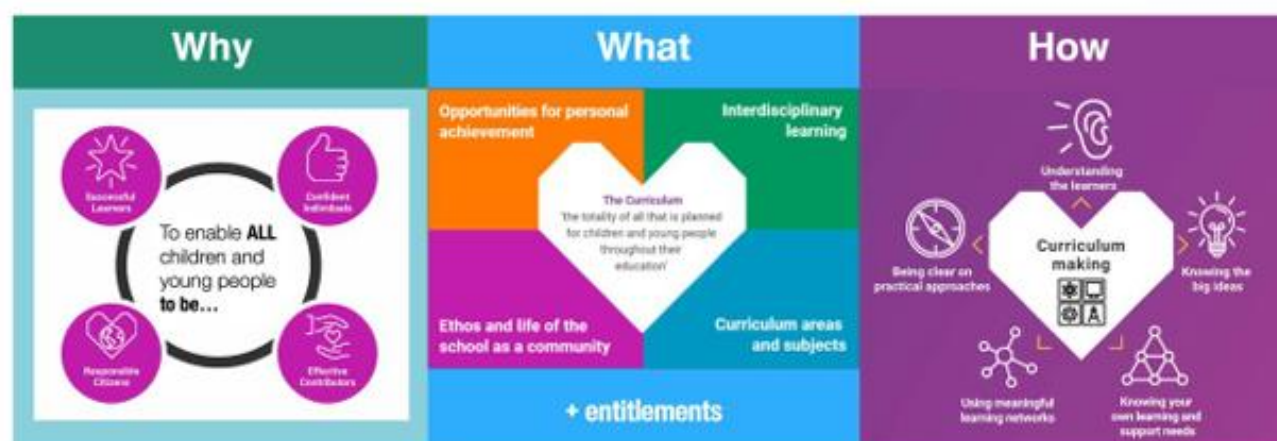 Why
Successful
Learners
Confident
Individuals
To enable ALL
children and
young people
to be...
Responsible
Citizens
Effective
Contributors
What
Opportunities for personal
achievement
Interdisciplinary
learning
The Curriculum
'the totality of all that is planned
for children and young people
throughout their
education'
Ethos and life of the
school as a community
Curriculum areas
and subjects
+ entitlements
How
Understanding
the learners
Being clear on
practical approaches
Curriculum
making
Knowing the
big ideas
Using meaningful
learning networks
Knowing your
own learning and
support needs